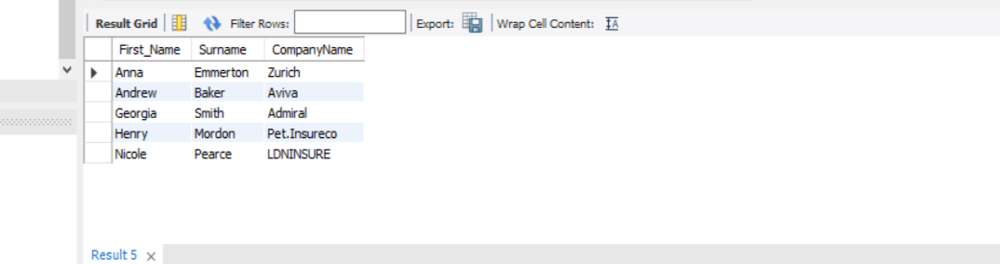 Result Grid Filter Rows: Export: Wrap Cell Content: IA
First_Name Surname CompanyName
Anna Emmerton Zurich
Andrew Baker Aviva
Georgia Smith Admiral
Henry Mordon Pet.Insureco
Nicole Pearce LDNINSURE
Result 5